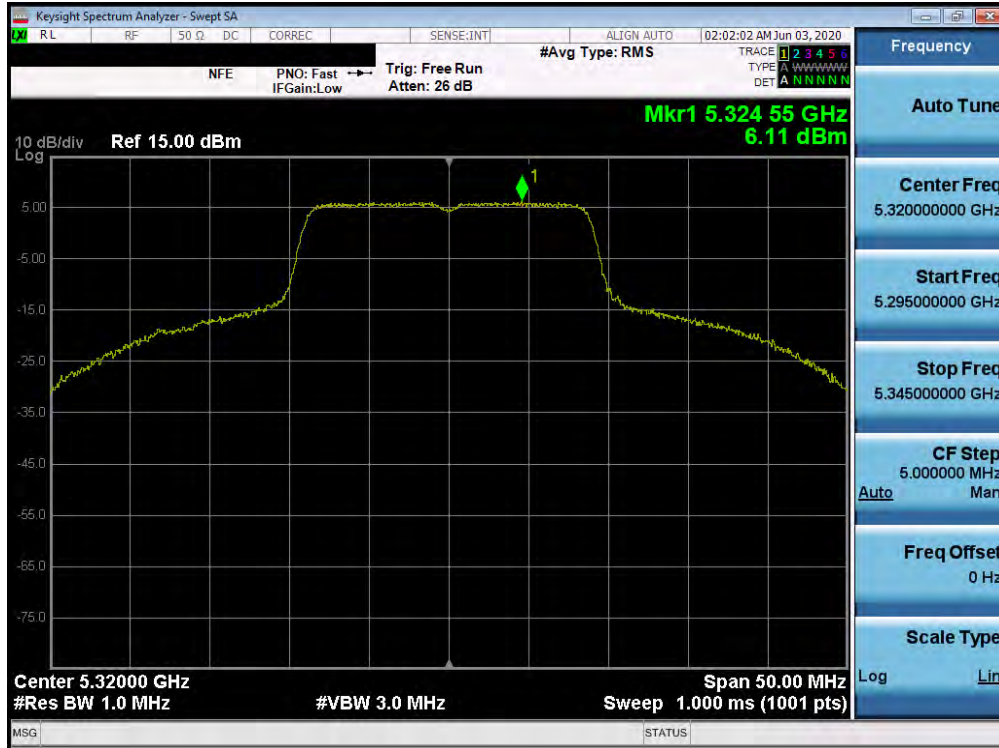 Keysight Spectrum Analyzer - Swept SA
LXI RL RF 50 Ω DC CORREC SENSE:INT ALIGN AUTO 02:02:02 AM Jun 03, 2020
NFE PNO: Fast Trig: Free Run #Avg Type: RMS TRACE 1 2 3 4 5 6
IFGain:Low Atten: 26 dB TYPE A WWWWW
DET A N N N N N
Mkr1 5.324 55 GHz
6.11 dBm
10 dB/div Ref 15.00 dBm
Log
1
5.00
-5.00
-15.0
-25.0
-35.0
-45.0
-55.0
-65.0
-75.0
Center 5.32000 GHz Span 50.00 MHz
#Res BW 1.0 MHz #VBW 3.0 MHz Sweep 1.000 ms (1001 pts)
MSG STATUS
Frequency
Auto Tune
Center Freq
5.320000000 GHz
Start Freq
5.295000000 GHz
Stop Freq
5.345000000 GHz
CF Step
5.000000 MHz
Auto Man
Freq Offset
0 Hz
Scale Type
Log Lin